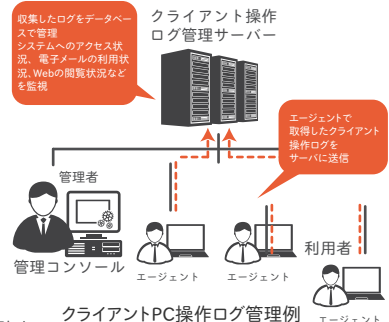 収集したログをデータベー
スで管理
システムへのアクセス状
況、電子メールの利用状
況、Webの閲覧状況など
を監視
クライアント操作
ログ管理サーバー
エージェントで
取得したクライアント
操作ログを
サーバに送信
管理者
管理コンソール
エージェント
エージェント
利用者
エージェント
クライアントPC操作ログ管理例